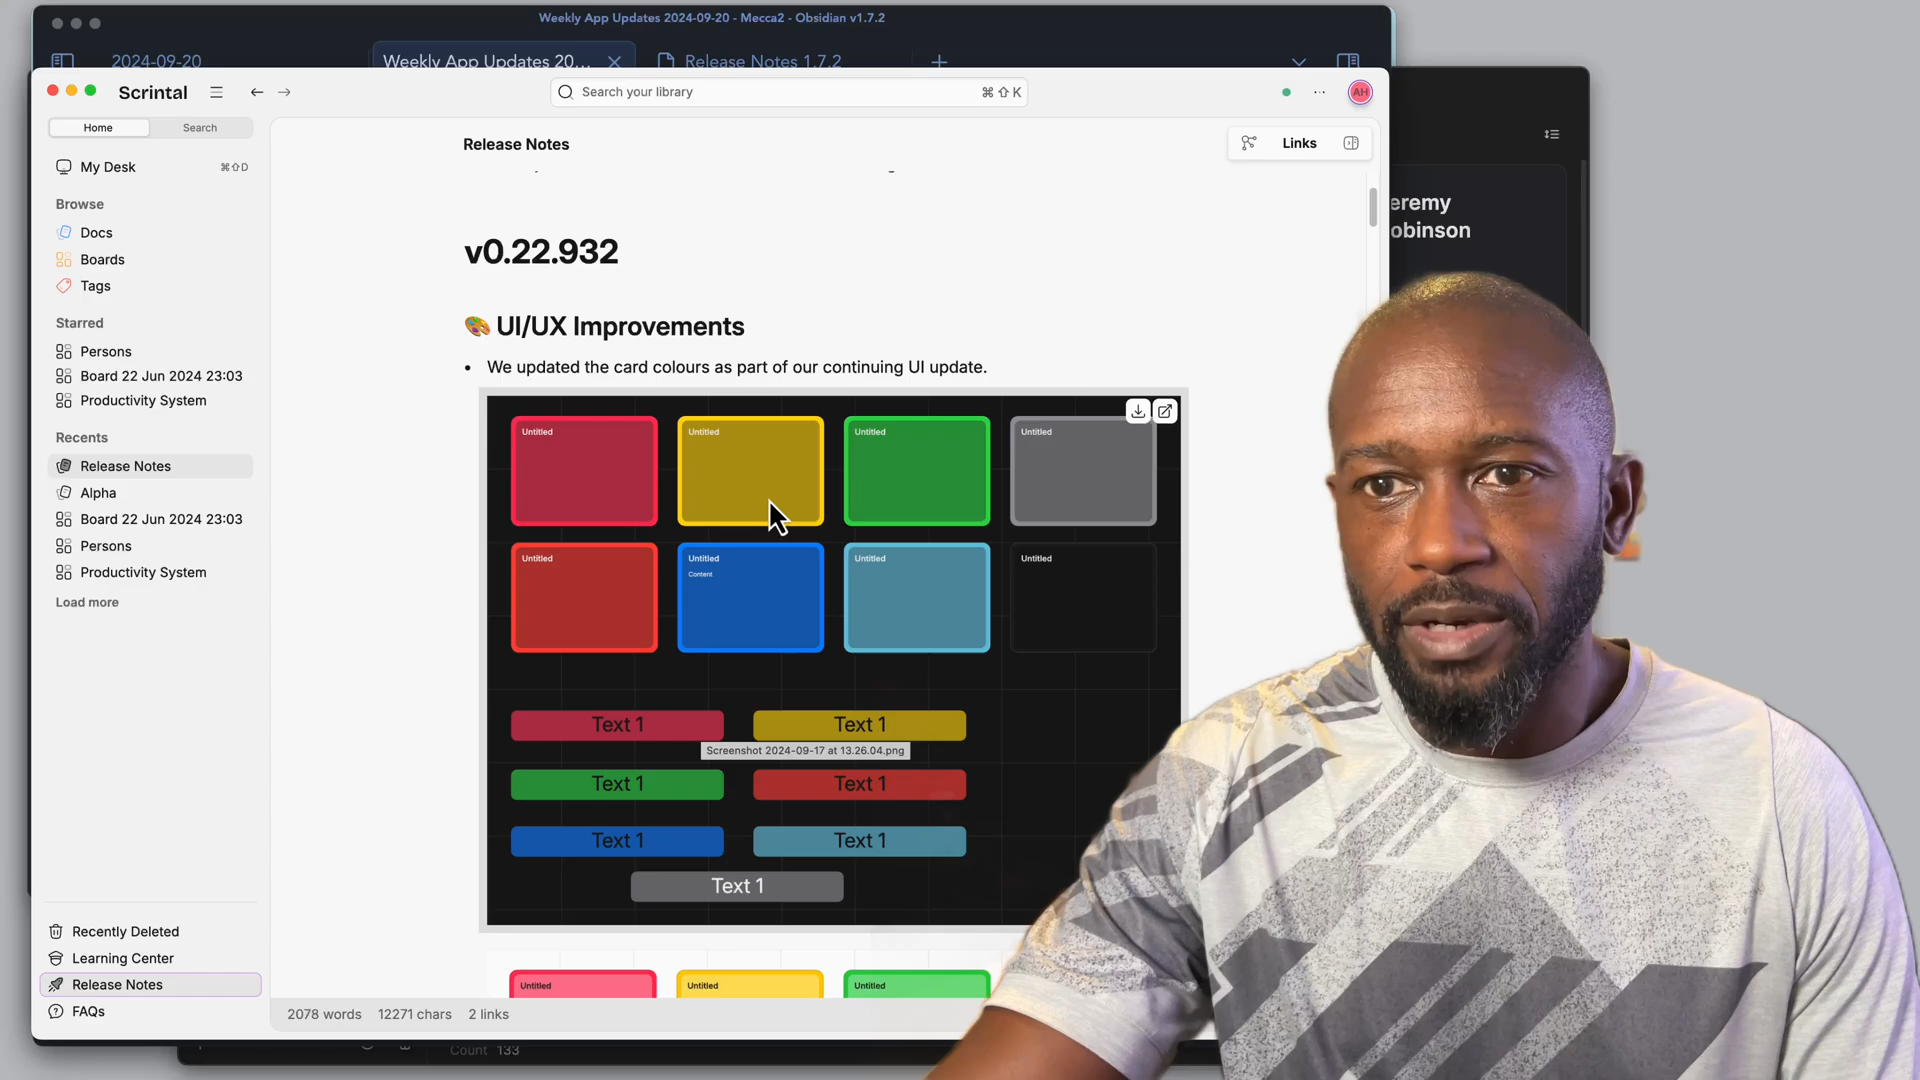 Weekly App Updates 2024-09-20 - Mecca2 - Obsidian v1.7.2
2024-09-20
Weekly App Updates 20...
Release Notes 1.7.2
Scrintal
Search your library
⌘⇧K
AH
Home
Search
My Desk
⌘⇧D
Browse
Docs
Boards
Tags
Starred
Persons
Board 22 Jun 2024 23:03
Productivity System
Recents
Release Notes
Alpha
Board 22 Jun 2024 23:03
Persons
Productivity System
Load more
Recently Deleted
Learning Center
Release Notes
FAQs
Release Notes
Links
v0.22.932
🎨 UI/UX Improvements
• We updated the card colours as part of our continuing UI update.
Untitled
Untitled
Untitled
Untitled
Untitled
Untitled
Content
Untitled
Untitled
Text 1
Text 1
Screenshot 2024-09-17 at 13.26.04.png
Text 1
Text 1
Text 1
Text 1
Text 1
Untitled
Untitled
Untitled
2078 words
12271 chars
2 links
Count 133
eremy
obinson